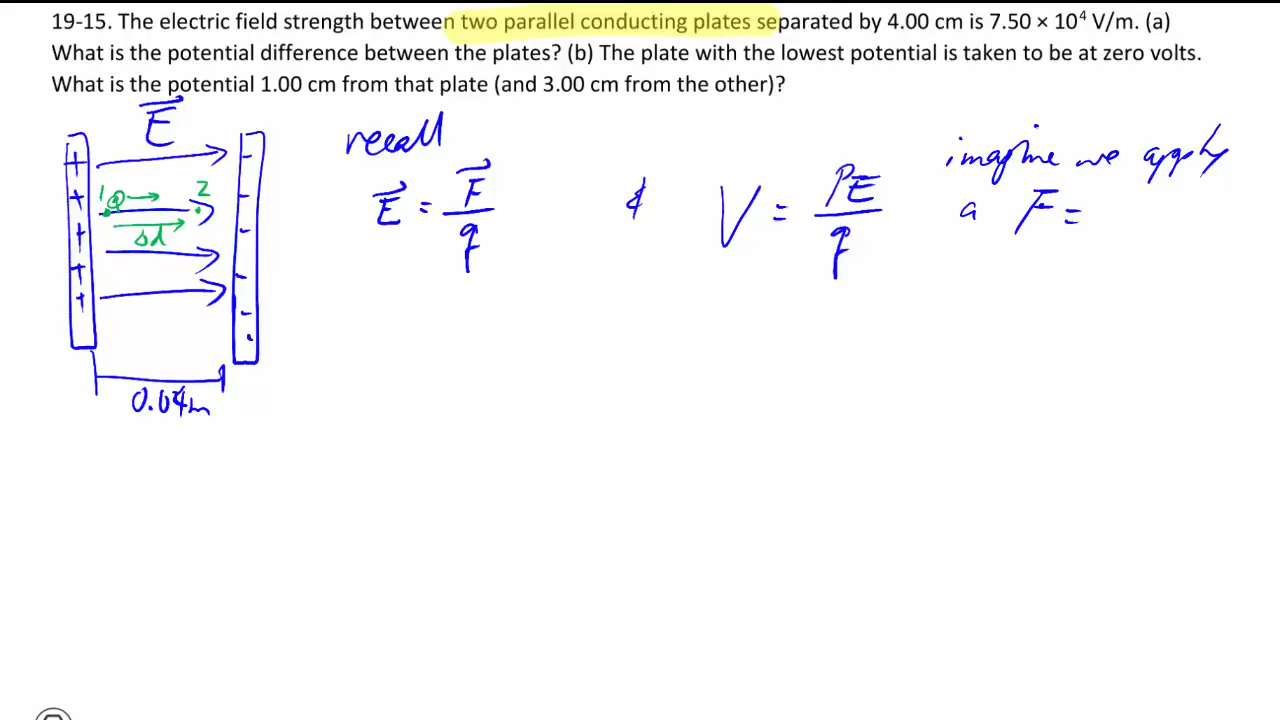 19-15. The electric field strength between two parallel conducting plates separated by 4.00 cm is 7.50 × 10⁴ V/m. (a)
What is the potential difference between the plates? (b) The plate with the lowest potential is taken to be at zero volts.
What is the potential 1.00 cm from that plate (and 3.00 cm from the other)?
E⃗
recall
E⃗ = F⃗/q & V = PE/q
imagine we apply
a F =
+ + + + +
- - - - - -
1 + → 2
Δd
0.04m